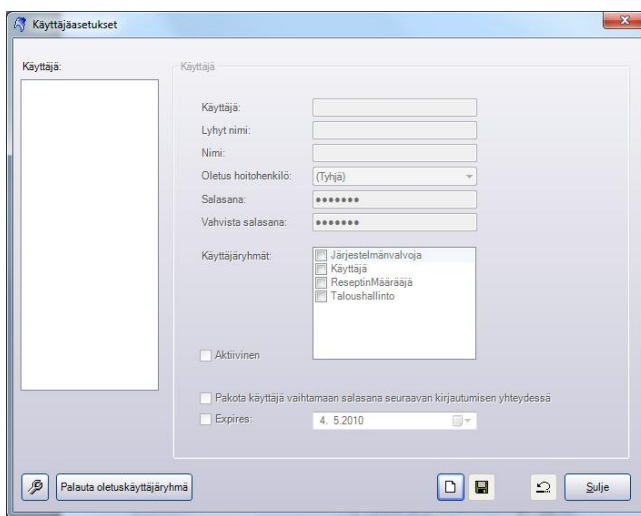 Käyttäjäasetukset
Käyttäjä:
Käyttäjä
Käyttäjä:
Lyhyt nimi:
Nimi:
Oletus hoitohenkilö: (Tyhjä)
Salasana: •••••••
Vahvista salasana: •••••••
Käyttäjäryhmät:
Järjestelmänvalvoja
Käyttäjä
ReseptinMäärääjä
Taloushallinto
Aktiivinen
Pakota käyttäjä vaihtamaan salasana seuraavan kirjautumisen yhteydessä
Expires: 4. 5.2010
Palauta oletuskäyttäjäryhmä
Sulje